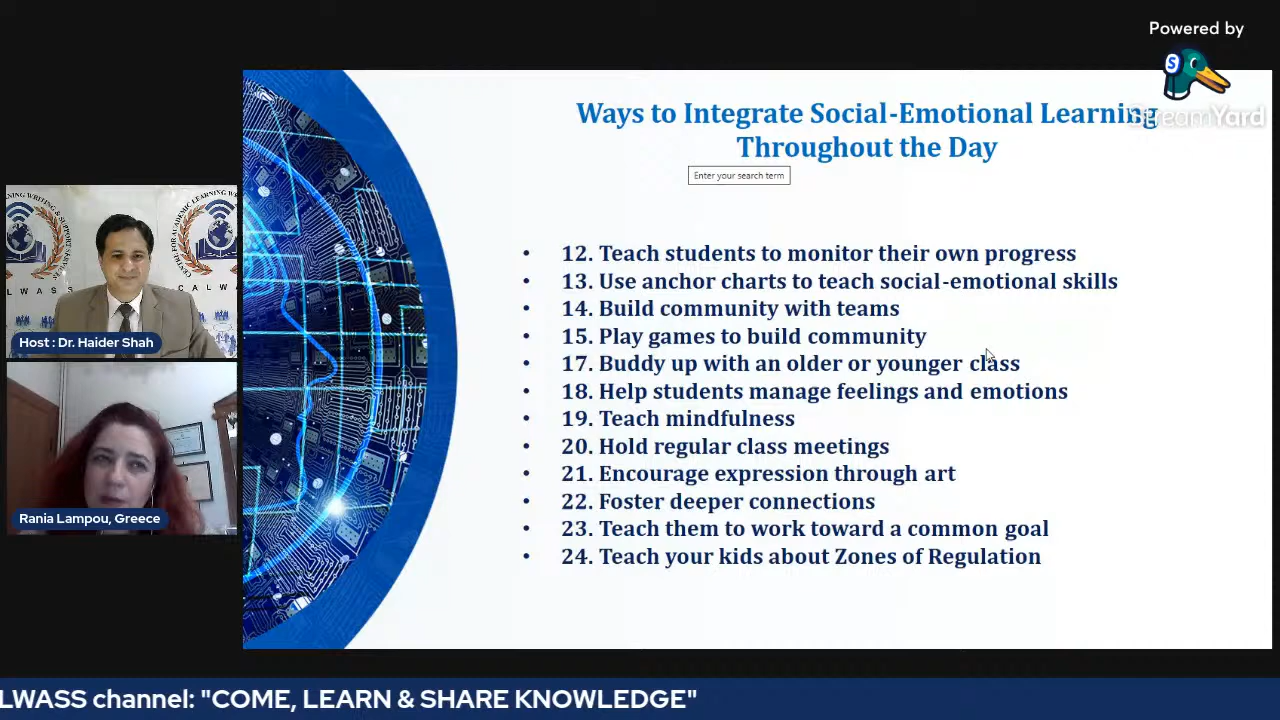 Powered by
StreamYard
Ways to Integrate Social-Emotional Learning
Throughout the Day
Enter your search term
• 12. Teach students to monitor their own progress
• 13. Use anchor charts to teach social-emotional skills
• 14. Build community with teams
• 15. Play games to build community
• 17. Buddy up with an older or younger class
• 18. Help students manage feelings and emotions
• 19. Teach mindfulness
• 20. Hold regular class meetings
• 21. Encourage expression through art
• 22. Foster deeper connections
• 23. Teach them to work toward a common goal
• 24. Teach your kids about Zones of Regulation
Host : Dr. Haider Shah
Rania Lampou, Greece
LWASS channel: "COME, LEARN & SHARE KNOWLEDGE"